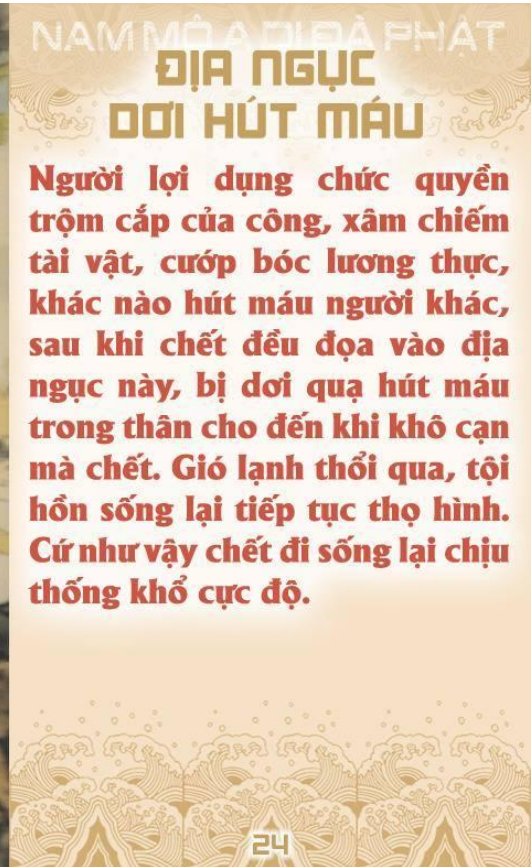 NAM MÔ A DI ĐÀ PHẬT
ĐỊA NGỤC
DƠI HÚT MÁU
Người lợi dụng chức quyền
trộm cắp của công, xâm chiếm
tài vật, cướp bóc lương thực,
khác nào hút máu người khác,
sau khi chết đều đọa vào địa
ngục này, bị dơi quạ hút máu
trong thân cho đến khi khô cạn
mà chết. Gió lạnh thổi qua, tội
hồn sống lại tiếp tục thọ hình.
Cứ như vậy chết đi sống lại chịu
thống khổ cực độ.
24